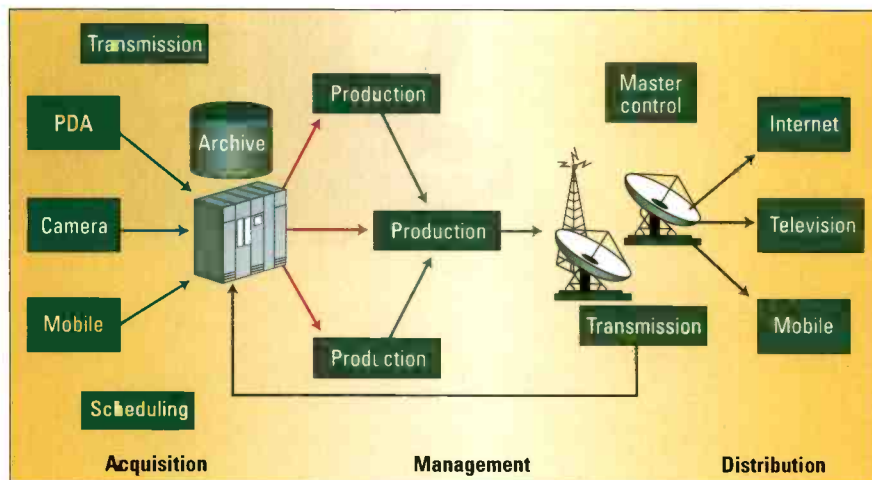 Transmission
PDA
Archive
Camera
Mobile
Scheduling
Production
Production
Production
Master
control
Transmission
Internet
Television
Mobile
Acquisition
Management
Distribution